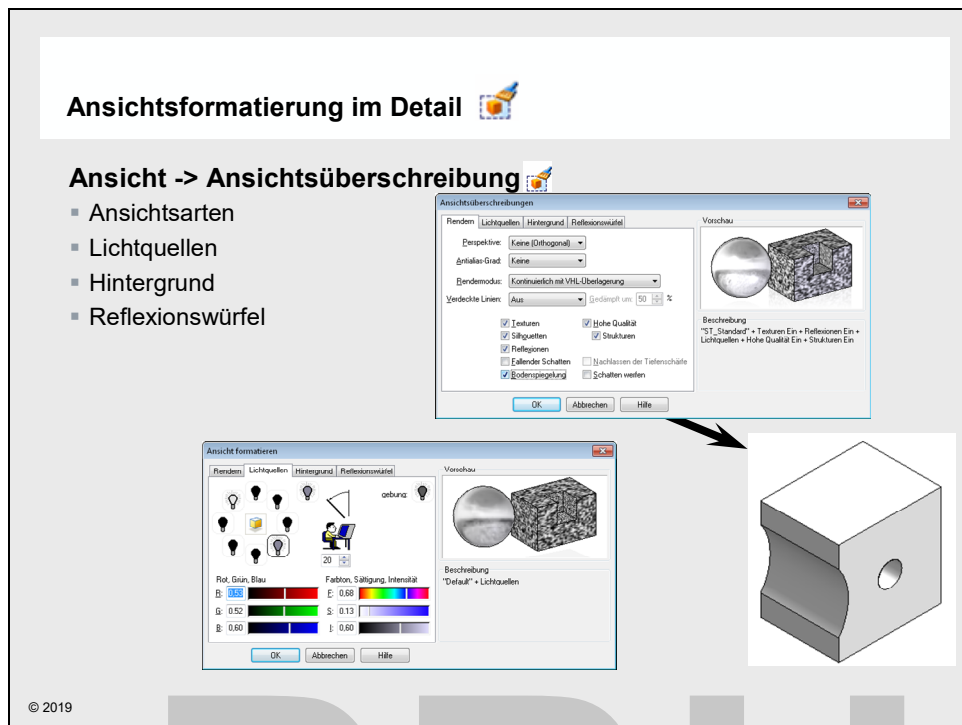 Ansichtsformatierung im Detail
Ansicht -> Ansichtsüberschreibung
Ansichtsarten
Lichtquellen
Hintergrund
Reflexionswürfel
Ansichtsüberschreibungen
Rendern Lichtquellen Hintergrund Reflexionswürfel
Perspektive: Keine (Orthogonal)
Antialias-Grad: Keine
Rendermodus: Kontinuierlich mit VHL-Überlagerung
Verdeckte Linien: Aus Gedämpft um: 50 %
Texturen Hohe Qualität
Silhouetten Strukturen
Reflexionen
Fallender Schatten Nachlassen der Tiefenschärfe
Bodenspiegelung Schatten werfen
OK Abbrechen Hilfe
Vorschau
Beschreibung
"ST_Standard" + Texturen Ein + Reflexionen Ein +
Lichtquellen + Hohe Qualität Ein + Strukturen Ein
Ansicht formatieren
Rendern Lichtquellen Hintergrund Reflexionswürfel
gebung:
20
Rot, Grün, Blau Farbton, Sättigung, Intensität
R: 0,53 F: 0,68
G: 0.52 S: 0.13
B: 0,60 I: 0,60
OK Abbrechen Hilfe
Vorschau
Beschreibung
"Default" + Lichtquellen
© 2019